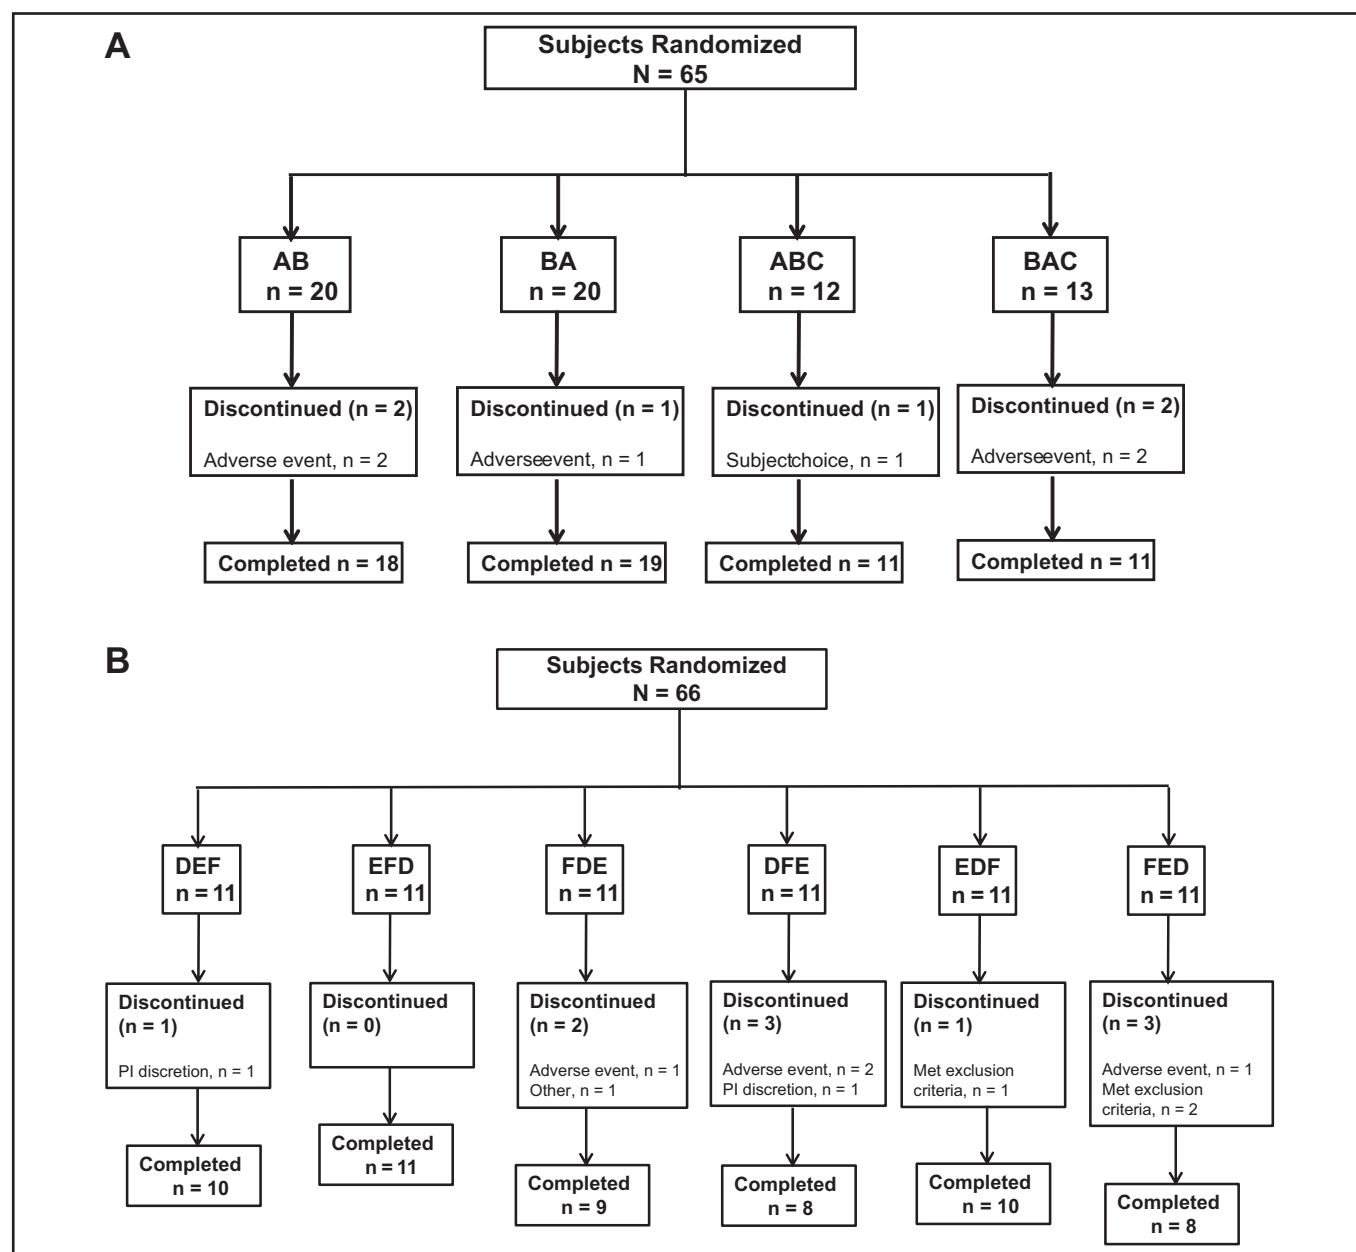 A
Subjects Randomized
N = 65
AB
n = 20
BA
n = 20
ABC
n = 12
BAC
n = 13
Discontinued (n = 2)
Adverse event, n = 2
Discontinued (n = 1)
Adverseevent, n = 1
Discontinued (n = 1)
Subjectchoice, n = 1
Discontinued (n = 2)
Adverseevent, n = 2
Completed n = 18
Completed n = 19
Completed n = 11
Completed n = 11
B
Subjects Randomized
N = 66
DEF
n = 11
EFD
n = 11
FDE
n = 11
DFE
n = 11
EDF
n = 11
FED
n = 11
Discontinued
(n = 1)
PI discretion, n = 1
Discontinued
(n = 0)
Discontinued
(n = 2)
Adverse event, n = 1
Other, n = 1
Discontinued
(n = 3)
Adverse event, n = 2
PI discretion, n = 1
Discontinued
(n = 1)
Met exclusion
criteria, n = 1
Discontinued
(n = 3)
Adverse event, n = 1
Met exclusion
criteria, n = 2
Completed
n = 10
Completed
n = 11
Completed
n = 9
Completed
n = 8
Completed
n = 10
Completed
n = 8